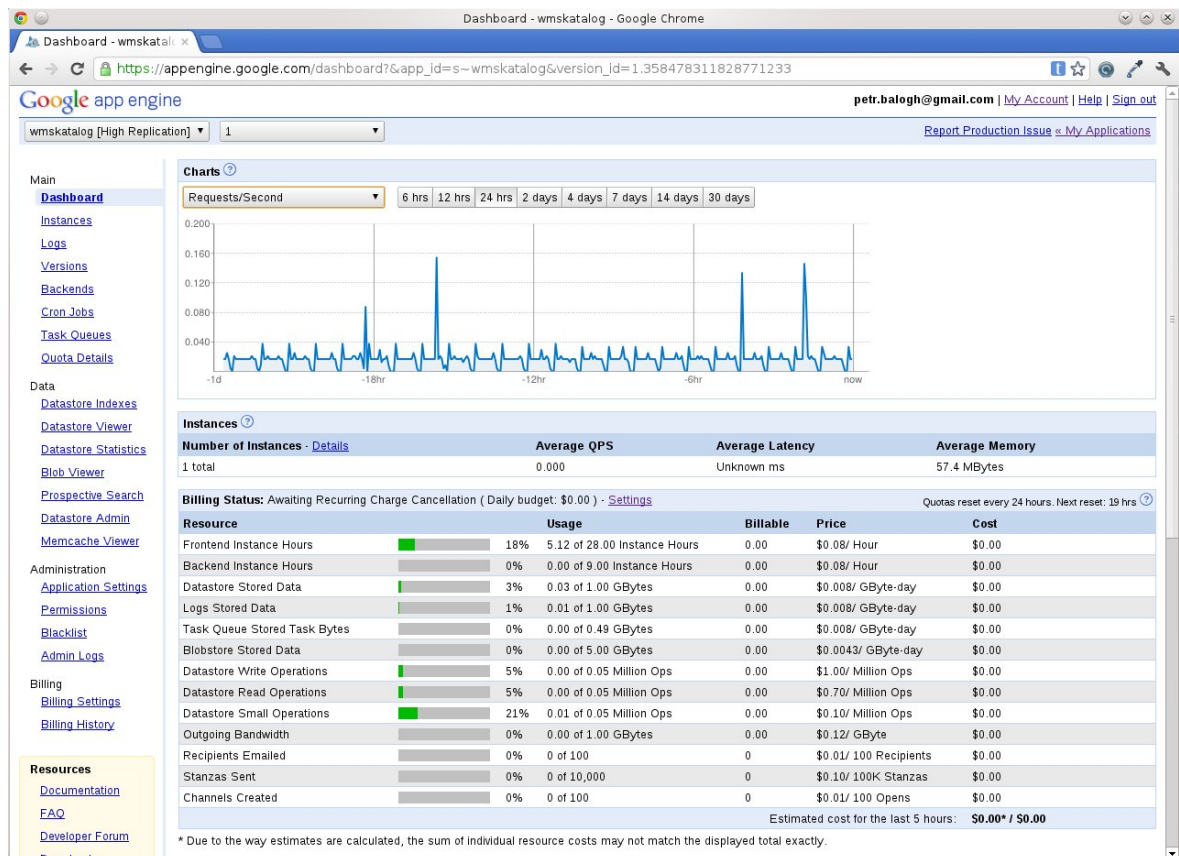 Dashboard - wmskatalog - Google Chrome
Dashboard - wmskatal
https://appengine.google.com/dashboard?&app_id=s~wmskatalog&version_id=1.358478311828771233
Google app engine
petr.balogh@gmail.com | My Account | Help | Sign out
wmskatalog [High Replication] 1
Report Production Issue « My Applications
Main
Dashboard
Instances
Logs
Versions
Backends
Cron Jobs
Task Queues
Quota Details
Data
Datastore Indexes
Datastore Viewer
Datastore Statistics
Blob Viewer
Prospective Search
Datastore Admin
Memcache Viewer
Administration
Application Settings
Permissions
Blacklist
Admin Logs
Billing
Billing Settings
Billing History
Resources
Documentation
FAQ
Developer Forum
Charts ?
Requests/Second 6 hrs 12 hrs 24 hrs 2 days 4 days 7 days 14 days 30 days
0.200
0.160
0.120
0.080
0.040
-1d -18hr -12hr -6hr now
Instances ?
Number of Instances - Details Average QPS Average Latency Average Memory
1 total 0.000 Unknown ms 57.4 MBytes
Billing Status: Awaiting Recurring Charge Cancellation ( Daily budget: $0.00 ) - Settings Quotas reset every 24 hours. Next reset: 19 hrs ?
Resource Usage Billable Price Cost
Frontend Instance Hours 18% 5.12 of 28.00 Instance Hours 0.00 $0.08/ Hour $0.00
Backend Instance Hours 0% 0.00 of 9.00 Instance Hours 0.00 $0.08/ Hour $0.00
Datastore Stored Data 3% 0.03 of 1.00 GBytes 0.00 $0.008/ GByte-day $0.00
Logs Stored Data 1% 0.01 of 1.00 GBytes 0.00 $0.008/ GByte-day $0.00
Task Queue Stored Task Bytes 0% 0.00 of 0.49 GBytes 0.00 $0.008/ GByte-day $0.00
Blobstore Stored Data 0% 0.00 of 5.00 GBytes 0.00 $0.0043/ GByte-day $0.00
Datastore Write Operations 5% 0.00 of 0.05 Million Ops 0.00 $1.00/ Million Ops $0.00
Datastore Read Operations 5% 0.00 of 0.05 Million Ops 0.00 $0.70/ Million Ops $0.00
Datastore Small Operations 21% 0.01 of 0.05 Million Ops 0.00 $0.10/ Million Ops $0.00
Outgoing Bandwidth 0% 0.00 of 1.00 GBytes 0.00 $0.12/ GByte $0.00
Recipients Emailed 0% 0 of 100 0 $0.01/ 100 Recipients $0.00
Stanzas Sent 0% 0 of 10,000 0 $0.10/ 100K Stanzas $0.00
Channels Created 0% 0 of 100 0 $0.01/ 100 Opens $0.00
Estimated cost for the last 5 hours: $0.00* / $0.00
* Due to the way estimates are calculated, the sum of individual resource costs may not match the displayed total exactly.